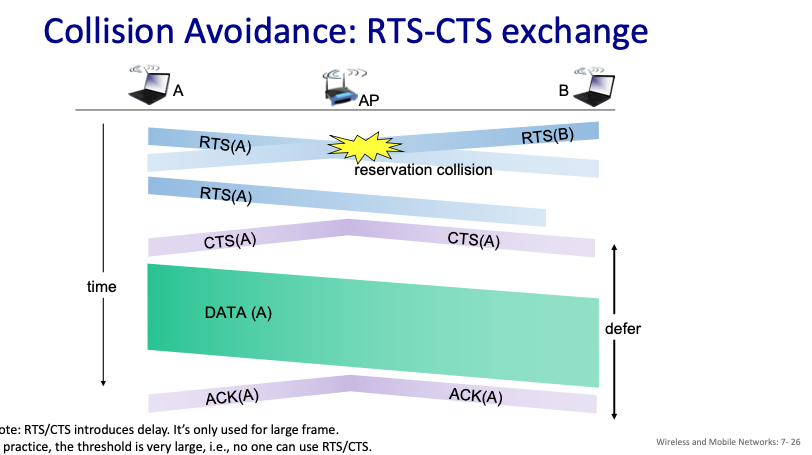 Collision Avoidance: RTS-CTS exchange
A
AP
B
RTS(A)
RTS(B)
reservation collision
RTS(A)
CTS(A)
CTS(A)
time
DATA (A)
defer
ACK(A)
ACK(A)
ote: RTS/CTS introduces delay. It’s only used for large frame.
practice, the threshold is very large, i.e., no one can use RTS/CTS.
Wireless and Mobile Networks: 7- 26